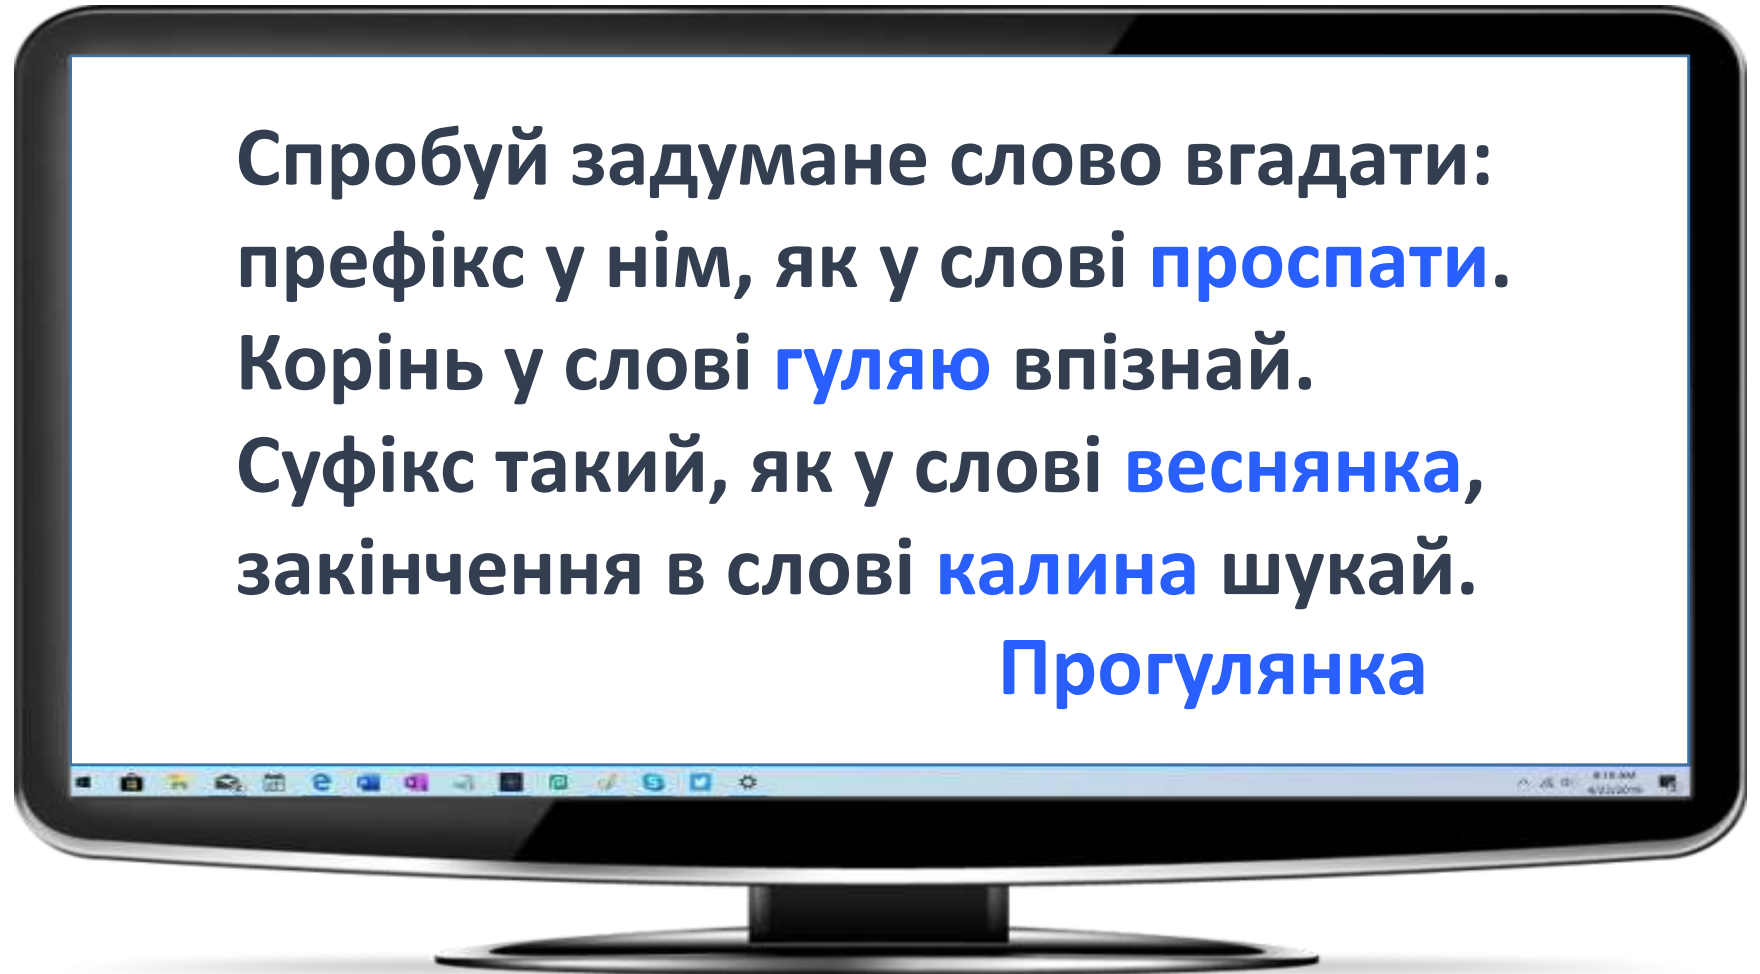 Спробуй задумане слово вгадати:
префікс у нім, як у слові проспати.
Корінь у слові гуляю впізнай.
Суфікс такий, як у слові веснянка,
закінчення в слові калина шукай.
Прогулянка